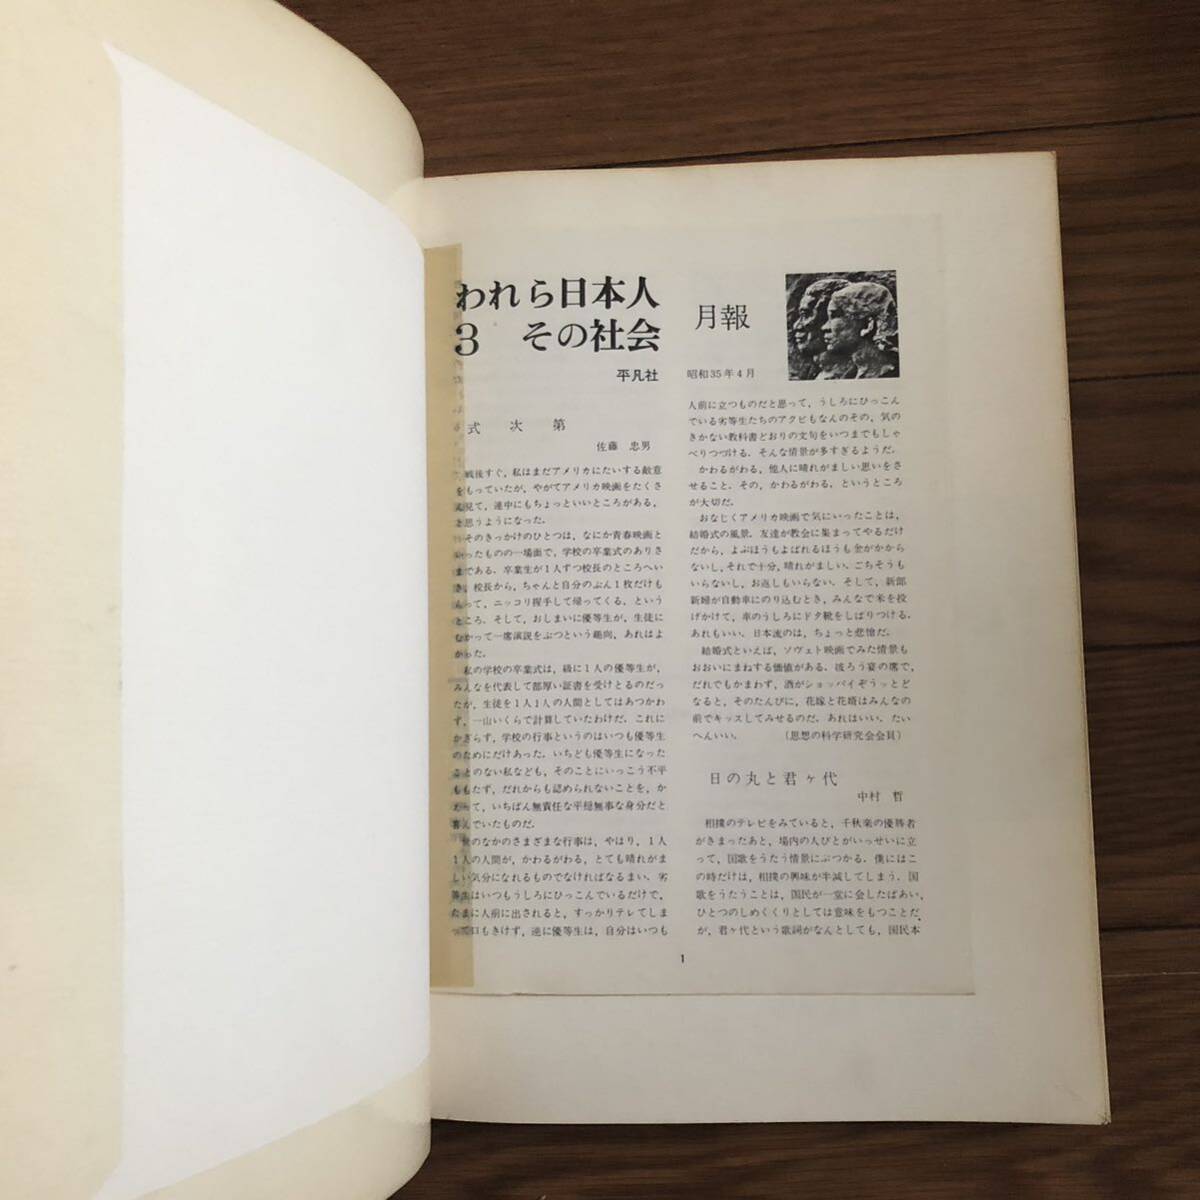 われら日本人
3 その社会
平凡社
月報
昭和35年4月
式次第
佐藤 忠男
戦後すぐ，私はまだアメリカにたいする敵意
をもっていたが，やがてアメリカ映画をたくさ
ん見て，連中にもちょっといいところがある，
と思うようになった．
そのきっかけのひとつは，なにか青春映画と
いったものの一場面で，学校の卒業式のありさ
まである．卒業生が1人ずつ校長のところへい
き，校長から，ちゃんと自分のぶん1枚だけも
らって，ニッコリ握手して帰ってくる，という
ところ．そして，おしまいに優等生が，生徒に
むかって一席演説をぶつという趣向，あれはよ
かった．
私の学校の卒業式は，級に1人の優等生が，
みんなを代表して部厚い証書を受けとるのだっ
たが，生徒を1人1人の人間としてはあつかわ
ず，一山いくらで計算していたわけだ．これに
かぎらず，学校の行事というのはいつも優等生
のためにだけあった．いちども優等生になった
ことのない私なども，そのことにいっこう不平
ももたず，だれからも認められないことを，か
えって，いちばん無責任な平穏無事な身分だと
喜んでいたものだ．
世のなかのさまざまな行事は，やはり，1人
1人の人間が，かわるがわる，とても晴れがま
しい気分になれるものでなければなるまい．劣
等生はいつもうしろにひっこんでいるだけで，
たまに人前に出されると，すっかりテレてしま
って口もきけず，逆に優等生は，自分はいつも
人前に立つものだと思って，うしろにひっこん
でいる劣等生たちのアクビもなんのその，気の
きかない教科書どおりの文句をいつまでもしゃ
べりつづける．そんな情景が多すぎるようだ．
かわるがわる，他人に晴れがましい思いをさ
せること．その，かわるがわる，というところ
が大切だ．
おなじくアメリカ映画で気にいったことは，
結婚式の風景．友達が教会に集まってやるだけ
だから，よぶほうもよばれるほうも金がかから
ないし，それで十分，晴れがましい．ごちそうも
いらないし，お返しもいらない．そして，新郎
新婦が自動車にのり込むとき，みんなで米を投
げかけて，車のうしろにドタ靴をしばりつける．
あれもいい．日本流のは，ちょっと悲愴だ．
結婚式といえば，ソヴェト映画でみた情景も
おおいにまねする価値がある．披ろう宴の席で，
だれでもかまわず，酒がショッパイぞうッとど
なると，そのたんびに，花嫁と花婿はみんなの
前でキッスしてみせるのだ．あれはいい．たい
へんいい． （思想の科学研究会会員）
日の丸と君ヶ代
中村 哲
相撲のテレビをみていると，千秋楽の優勝者
がきまったあと，場内の人びとがいっせいに立
って，国歌をうたう情景にぶつかる．僕にはこ
の時だけは，相撲の興味が半減してしまう．国
歌をうたうことは，国民が一堂に会したばあい，
ひとつのしめくくりとしては意味をもつことだ
が，君ヶ代という歌詞がなんとしても，国民本
1